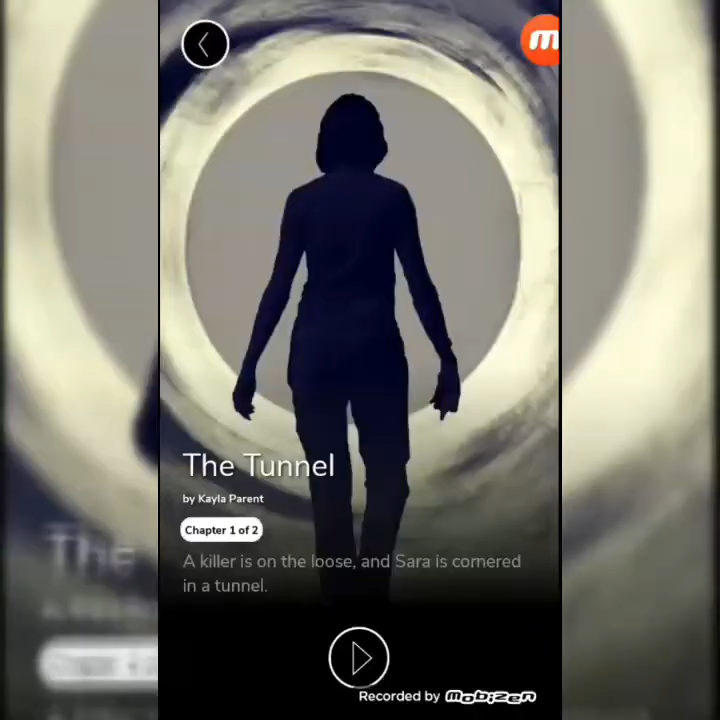 The Tunnel
by Kayla Parent
Chapter 1 of 2
A killer is on the loose, and Sara is cornered
in a tunnel.
Recorded by Mobizen